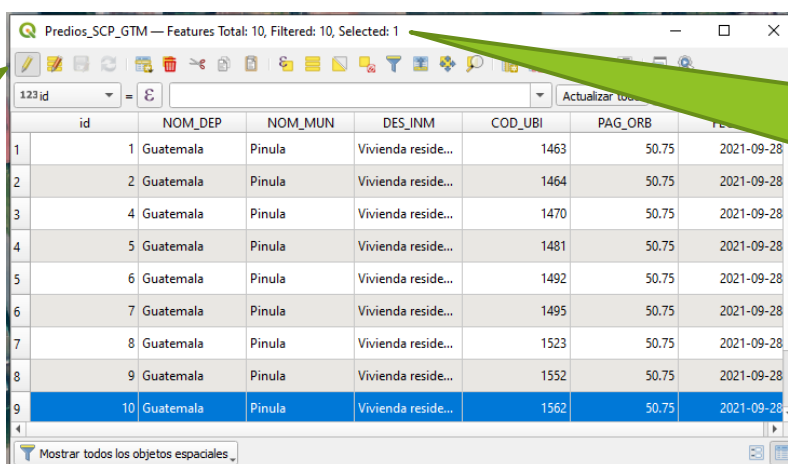 Predios_SCP_GTM — Features Total: 10, Filtered: 10, Selected: 1
123 id = ε Actualizar todo
id NOM_DEP NOM_MUN DES_INM COD_UBI PAG_ORB
1 1 Guatemala Pinula Vivienda reside... 1463 50.75 2021-09-28
2 2 Guatemala Pinula Vivienda reside... 1464 50.75 2021-09-28
3 4 Guatemala Pinula Vivienda reside... 1470 50.75 2021-09-28
4 5 Guatemala Pinula Vivienda reside... 1481 50.75 2021-09-28
5 6 Guatemala Pinula Vivienda reside... 1492 50.75 2021-09-28
6 7 Guatemala Pinula Vivienda reside... 1495 50.75 2021-09-28
7 8 Guatemala Pinula Vivienda reside... 1523 50.75 2021-09-28
8 9 Guatemala Pinula Vivienda reside... 1552 50.75 2021-09-28
9 10 Guatemala Pinula Vivienda reside... 1562 50.75 2021-09-28
Mostrar todos los objetos espaciales